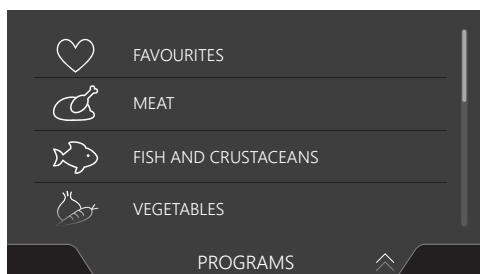 FAVOURITES
MEAT
FISH AND CRUSTACEANS
VEGETABLES
PROGRAMS